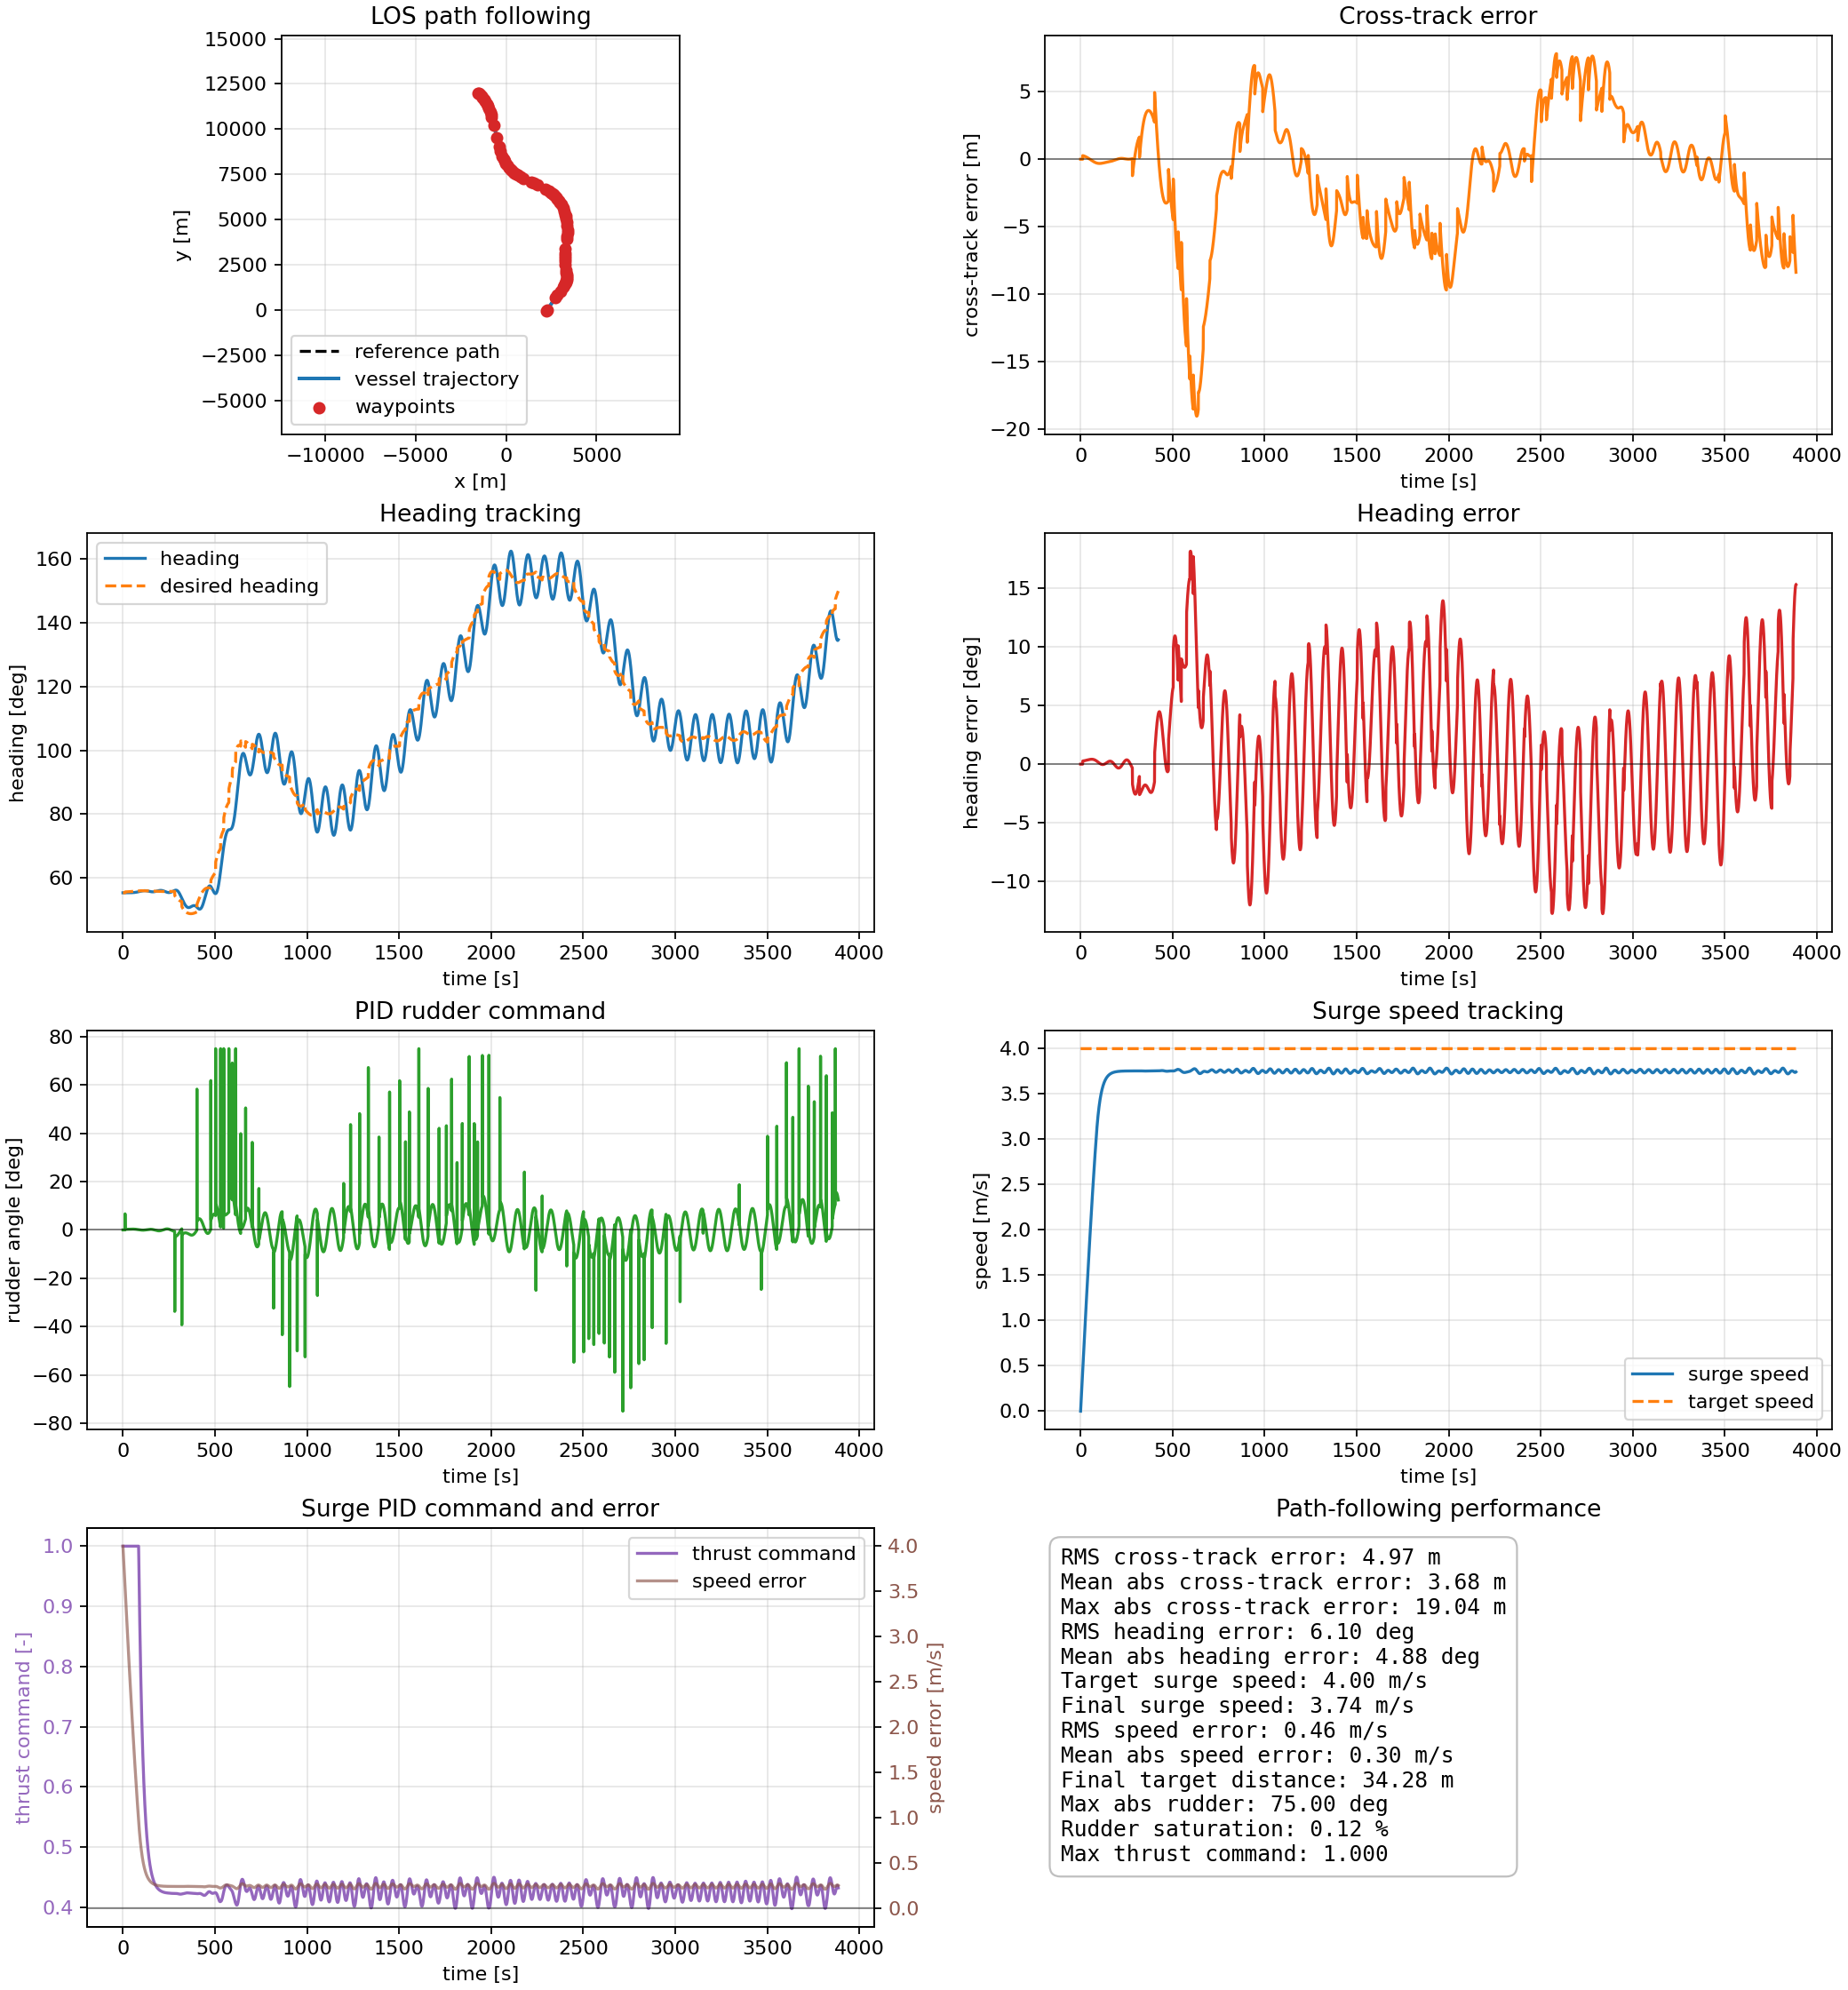 LOS path following
15000
12500
10000
7500
5000
2500
0
−2500
−5000
y [m]
reference path
vessel trajectory
waypoints
−10000 −5000 0 5000
x [m]
Cross-track error
5
0
−5
−10
−15
−20
cross-track error [m]
0 500 1000 1500 2000 2500 3000 3500 4000
time [s]
Heading tracking
160
140
120
100
80
60
heading [deg]
heading
desired heading
0 500 1000 1500 2000 2500 3000 3500 4000
time [s]
Heading error
15
10
5
0
−5
−10
heading error [deg]
0 500 1000 1500 2000 2500 3000 3500 4000
time [s]
PID rudder command
80
60
40
20
0
−20
−40
−60
−80
rudder angle [deg]
0 500 1000 1500 2000 2500 3000 3500 4000
time [s]
Surge speed tracking
4.0
3.5
3.0
2.5
2.0
1.5
1.0
0.5
0.0
speed [m/s]
surge speed
target speed
0 500 1000 1500 2000 2500 3000 3500 4000
time [s]
Surge PID command and error
1.0
0.9
0.8
0.7
0.6
0.5
0.4
thrust command [-]
thrust command
speed error
4.0
3.5
3.0
2.5
2.0
1.5
1.0
0.5
0.0
speed error [m/s]
0 500 1000 1500 2000 2500 3000 3500 4000
time [s]
Path-following performance
RMS cross-track error: 4.97 m
Mean abs cross-track error: 3.68 m
Max abs cross-track error: 19.04 m
RMS heading error: 6.10 deg
Mean abs heading error: 4.88 deg
Target surge speed: 4.00 m/s
Final surge speed: 3.74 m/s
RMS speed error: 0.46 m/s
Mean abs speed error: 0.30 m/s
Final target distance: 34.28 m
Max abs rudder: 75.00 deg
Rudder saturation: 0.12 %
Max thrust command: 1.000